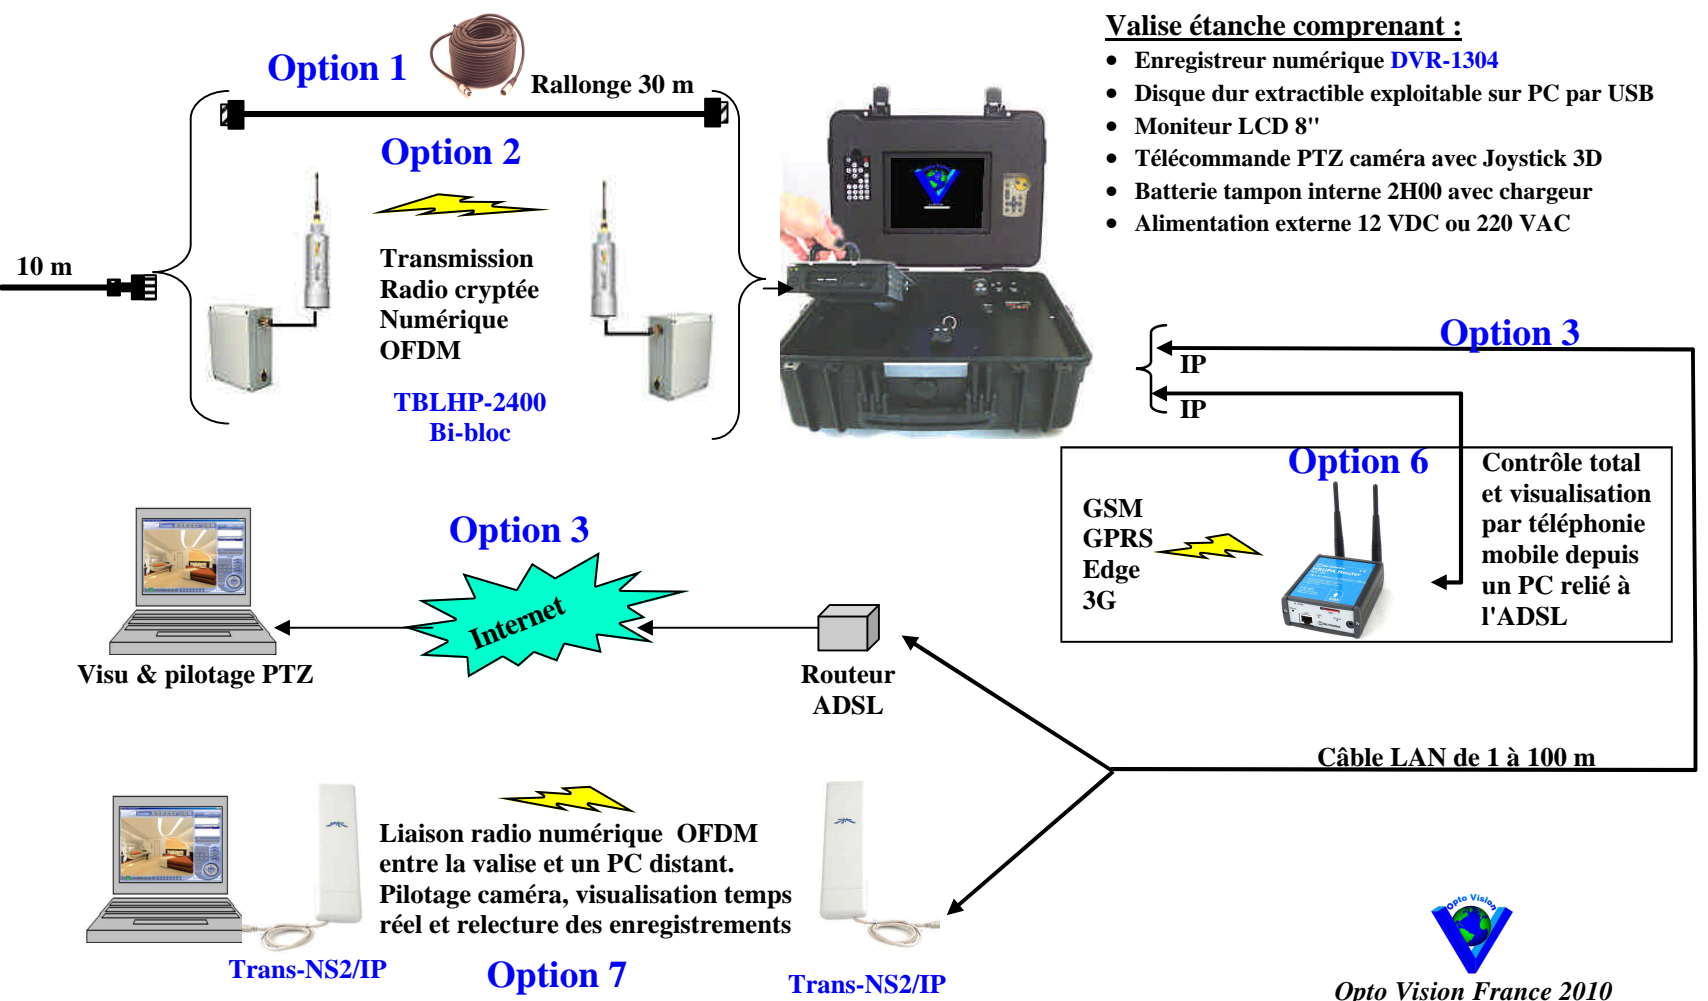 Valise étanche comprenant :
• Enregistreur numérique DVR-1304
• Disque dur extractible exploitable sur PC par USB
• Moniteur LCD 8"
• Télécommande PTZ caméra avec Joystick 3D
• Batterie tampon interne 2H00 avec chargeur
• Alimentation externe 12 VDC ou 220 VAC
Option 1
Rallonge 30 m
Option 2
10 m
Transmission
Radio cryptée
Numérique
OFDM
TBLHP-2400
Bi-bloc
Option 3
IP
IP
Option 6
GSM
GPRS
Edge
3G
Contrôle total
et visualisation
par téléphonie
mobile depuis
un PC relié à
l'ADSL
Option 3
Internet
Visu & pilotage PTZ
Routeur
ADSL
Câble LAN de 1 à 100 m
Liaison radio numérique OFDM
entre la valise et un PC distant.
Pilotage caméra, visualisation temps
réel et relecture des enregistrements
Trans-NS2/IP
Option 7
Trans-NS2/IP
Opto Vision
Opto Vision France 2010